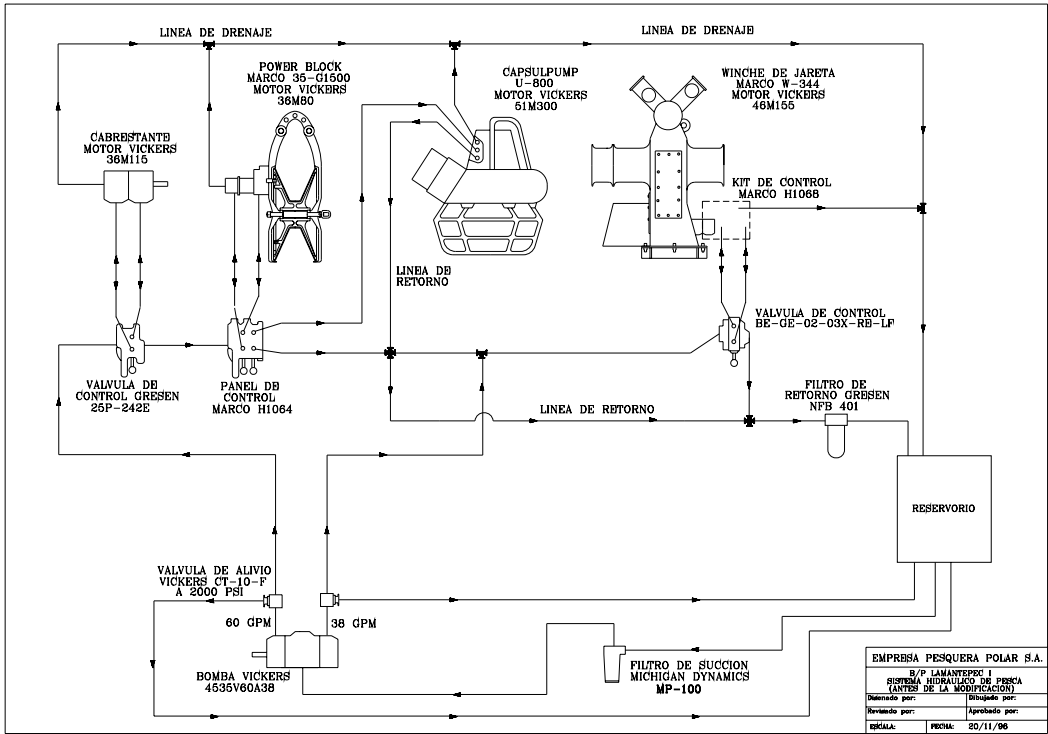 LINEA DE DRENAJE
LINEA DE DRENAJE
POWER BLOCK
MARCO 35-G1500
MOTOR VICKERS
36M80
CAPSULPUMP
U-800
MOTOR VICKERS
51M300
WINCHE DE JARETA
MARCO W-344
MOTOR VICKERS
46M155
CABRESTANTE
MOTOR VICKERS
36M115
KIT DE CONTROL
MARCO H1068
LINEA DE
RETORNO
VALVULA DE CONTROL
BE-GE-02-03X-RE-LF
VALVULA DE
CONTROL GRESEN
25P-242E
PANEL DE
CONTROL
MARCO H1064
FILTRO DE
RETORNO GRESEN
NFB 401
LINEA DE RETORNO
RESERVORIO
VALVULA DE ALIVIO
VICKERS CT-10-F
A 2000 PSI
60 GPM
38 GPM
BOMBA VICKERS
4535V60A38
FILTRO DE SUCCION
MICHIGAN DYNAMICS
MP-100
EMPRESA PESQUERA POLAR S.A.
B/P LAMANTEPEC I
SISTEMA HIDRAULICO DE PESCA
(ANTES DE LA MODIFICACION)
Disenado por: Dibujado por:
Revisado por: Aprobado por:
ESCALA: FECHA: 20/11/96